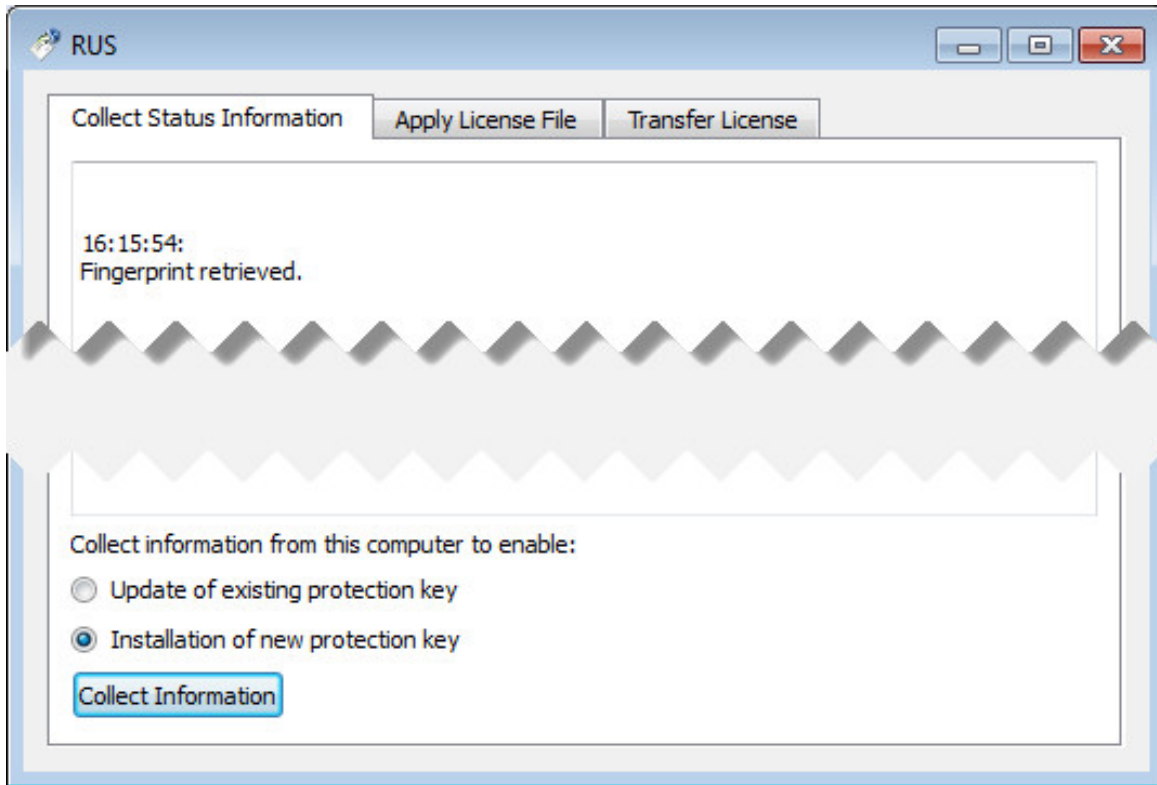 RUS
Collect Status Information
Apply License File
Transfer License
16:15:54:
Fingerprint retrieved.
Collect information from this computer to enable:
Update of existing protection key
Installation of new protection key
Collect Information